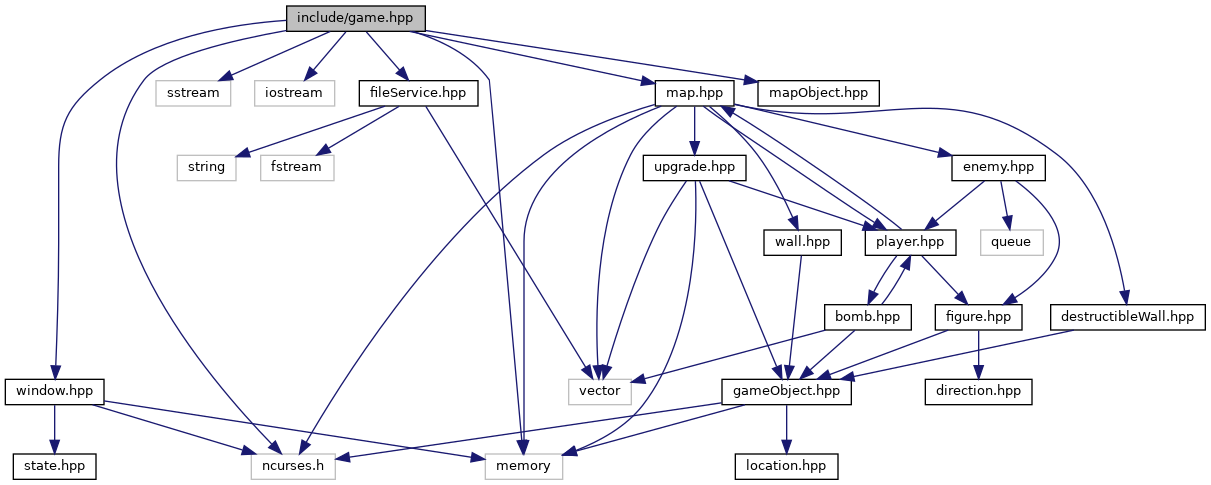 include/game.hpp
sstream
iostream
fileService.hpp
map.hpp
mapObject.hpp
string
fstream
upgrade.hpp
enemy.hpp
wall.hpp
player.hpp
queue
bomb.hpp
figure.hpp
destructibleWall.hpp
window.hpp
vector
gameObject.hpp
direction.hpp
state.hpp
ncurses.h
memory
location.hpp